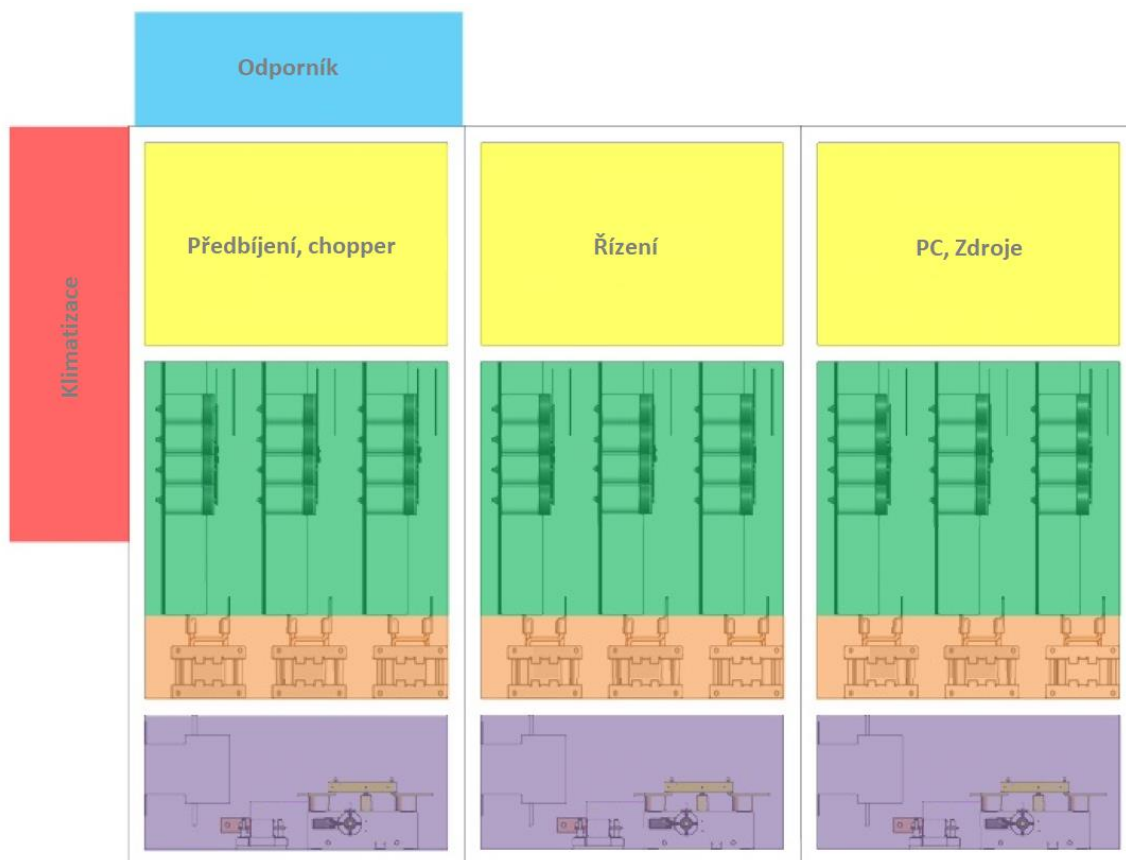 Odporník
Předbíjení, chopper
Řízení
PC, Zdroje
Klimatizace